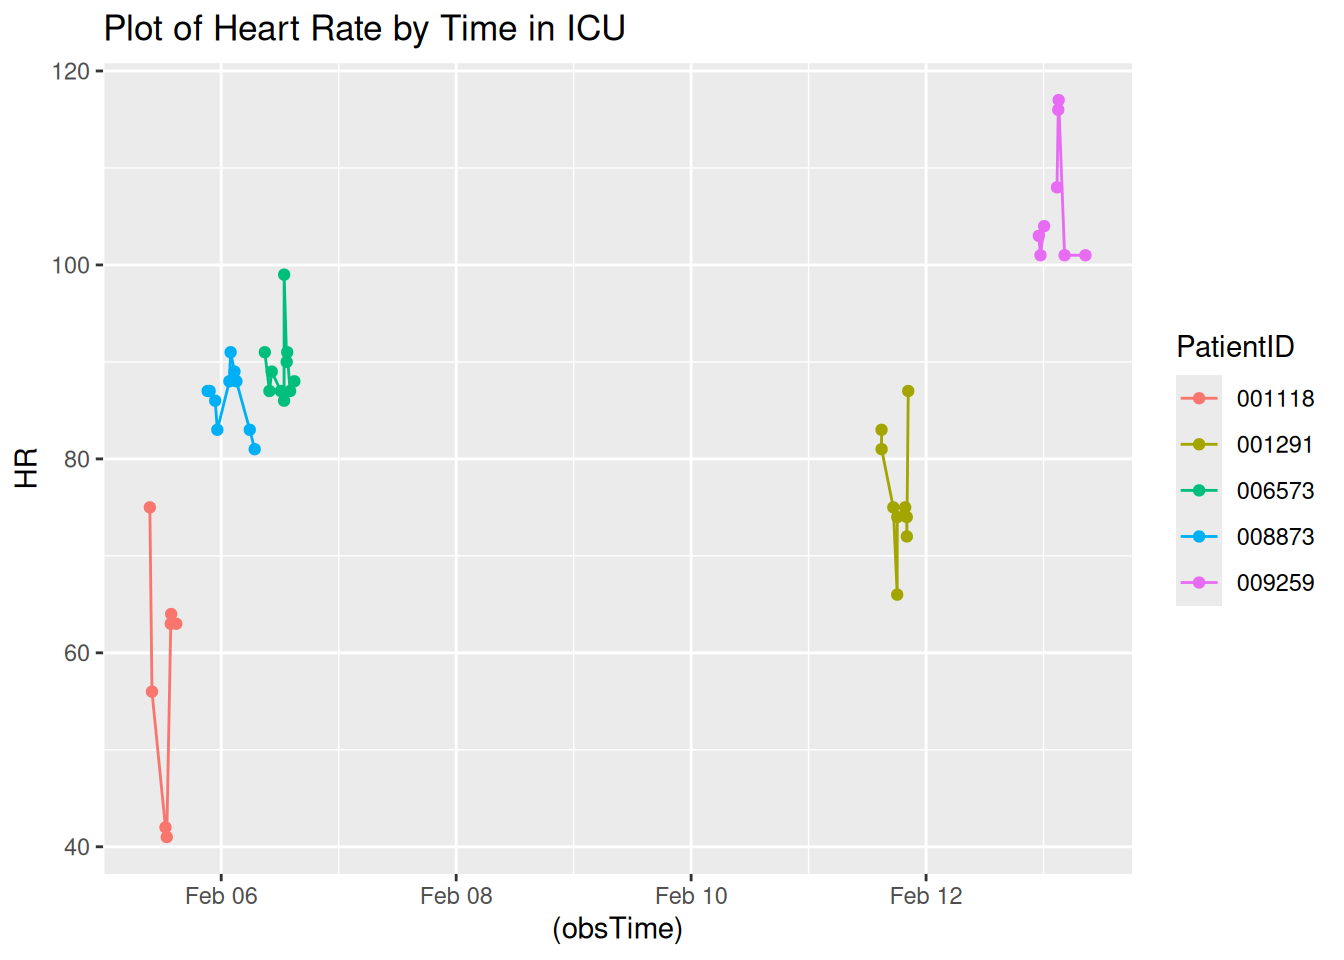 Plot of Heart Rate by Time in ICU
120
100
80
60
40
HR
Feb 06 Feb 08 Feb 10 Feb 12
(obsTime)
PatientID
001118
001291
006573
008873
009259